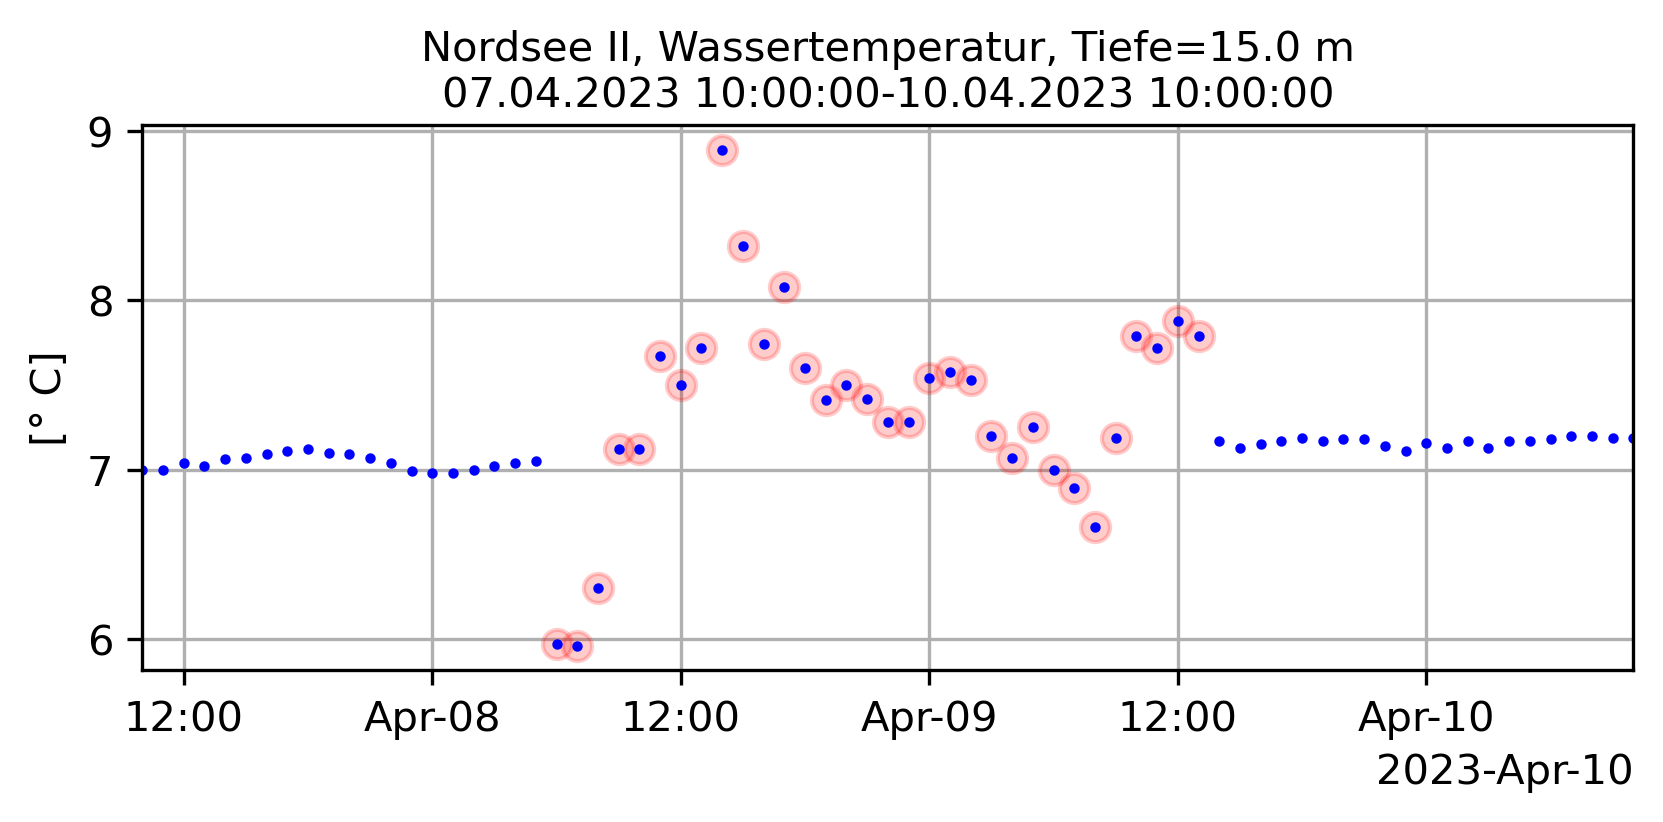 Nordsee II, Wassertemperatur, Tiefe=15.0 m
07.04.2023 10:00:00-10.04.2023 10:00:00
9
8
7
6
[° C]
12:00 Apr-08 12:00 Apr-09 12:00 Apr-10
2023-Apr-10